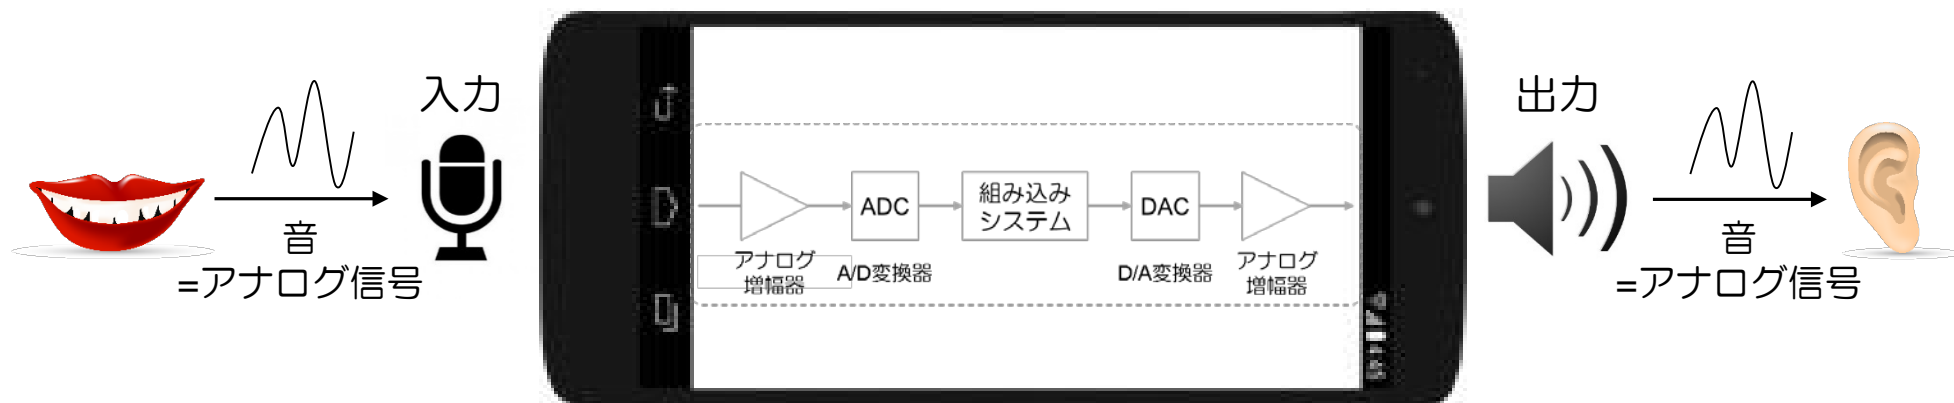 入力
音
=アナログ信号
ADC
組み込み
システム
DAC
アナログ
増幅器
A/D変換器
D/A変換器
アナログ
増幅器
出力
音
=アナログ信号